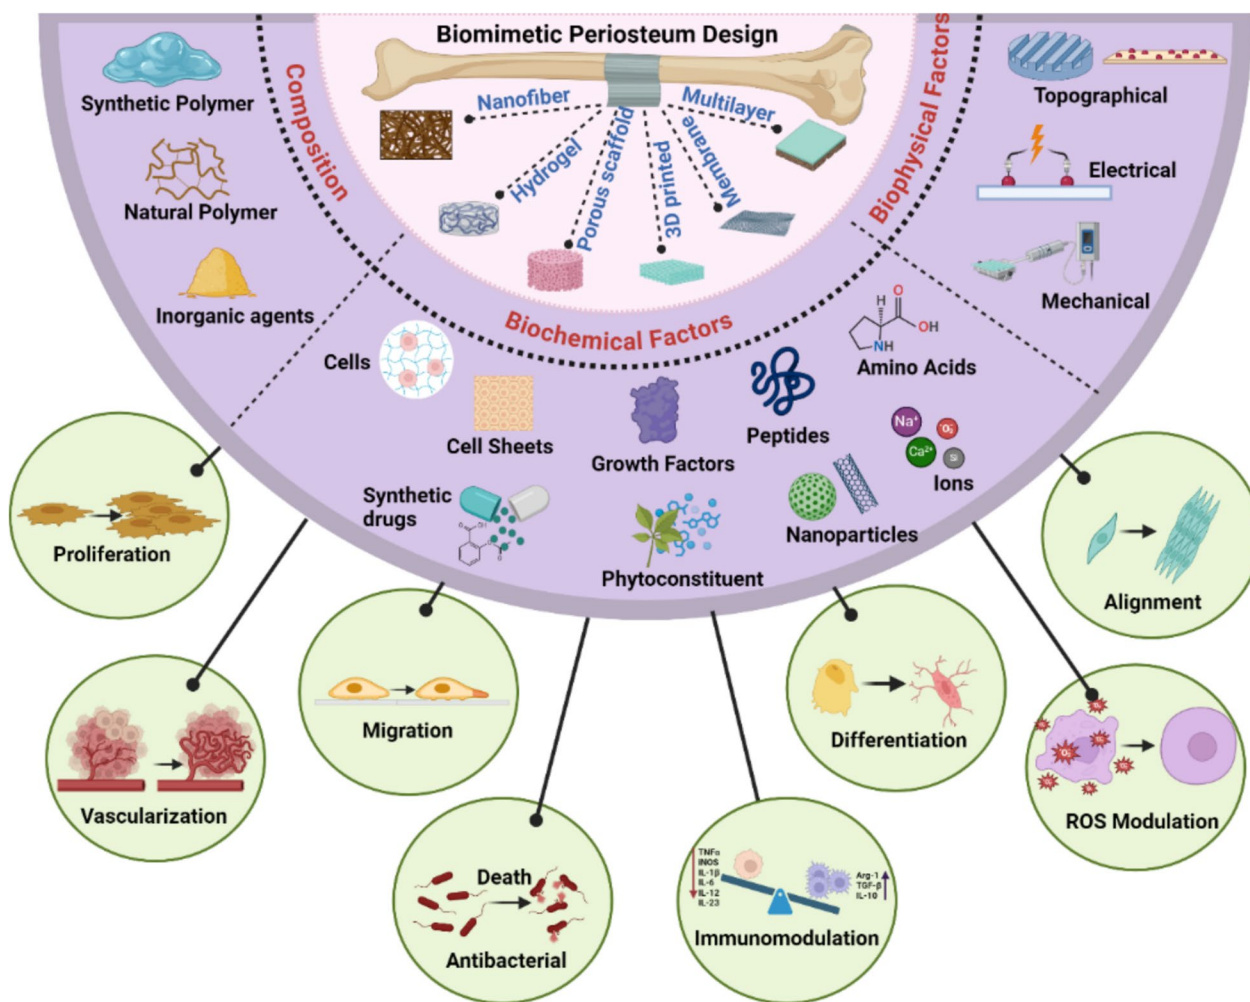 Biomimetic Periosteum Design
Nanofiber
Hydrogel
Porous scaffold
3D printed
Membrane
Multilayer
Composition
Synthetic Polymer
Natural Polymer
Inorganic agents
Biophysical Factors
Topographical
Electrical
Mechanical
Biochemical Factors
Cells
Cell Sheets
Growth Factors
Peptides
Amino Acids
H
O
OH
NH
Synthetic
drugs
Phytoconstituent
Nanoparticles
Na⁺
Ca²⁺
Si
Ions
Proliferation
Vascularization
Migration
Death
Antibacterial
TNFα
INOS
IL-1β
IL-6
IL-12
IL-23
Arg-1
TGF-β
IL-10
Immunomodulation
Differentiation
ROS Modulation
Alignment